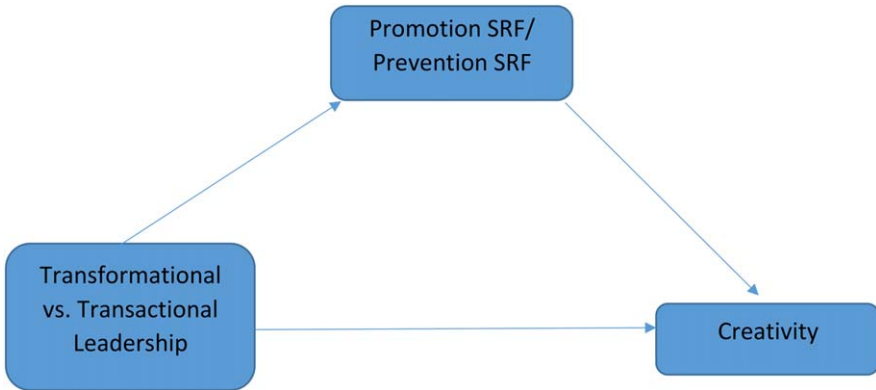 Promotion SRF/
Prevention SRF
Transformational
vs. Transactional
Leadership
Creativity